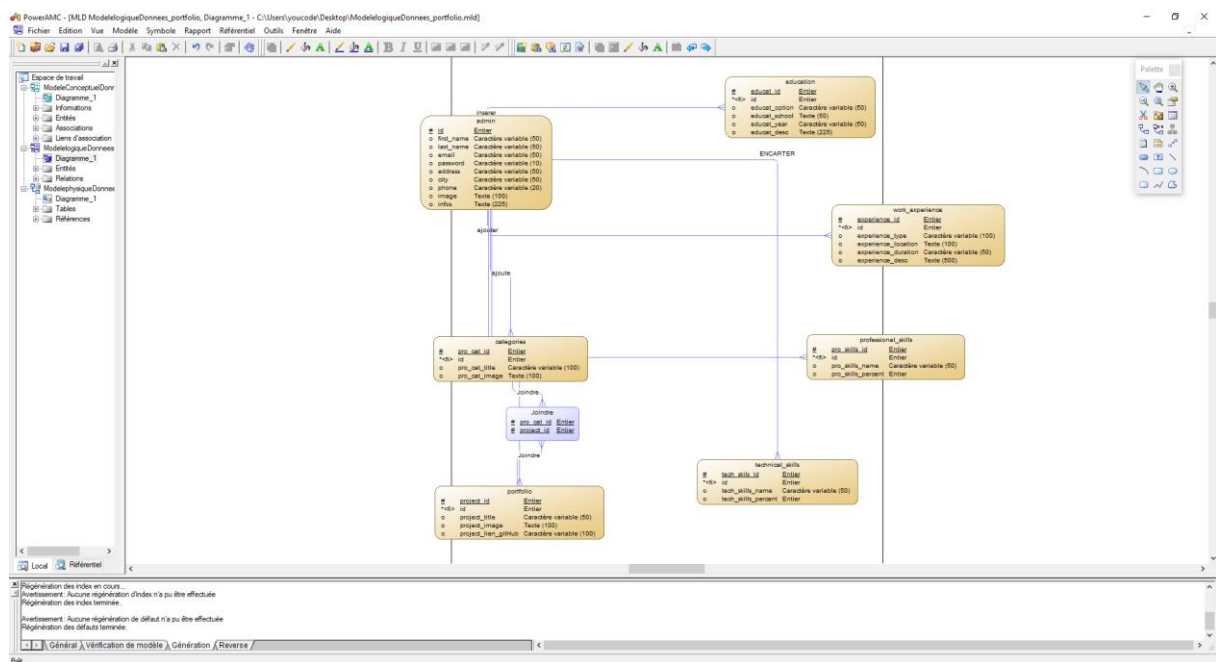 PowerAMC - [MLD ModelelogiqueDonnees_portfolio, Diagramme_1 - C:\Users\youcode\Desktop\ModelelogiqueDonnees_portfolio.mld]
Fichier Edition Vue Modèle Symbole Rapport Référentiel Outils Fenêtre Aide
Espace de travail
ModeleConceptuelDonr
Diagramme_1
Informations
Entités
Associations
Liens d'association
ModelelogiqueDonnees
Diagramme_1
Entités
Relations
ModelephysiqueDonnee
Diagramme_1
Tables
Références
Local Référentiel
Palette
education
# educat_id Entier
*<fi> id Entier
o educat_option Caractère variable (50)
o educat_school Texte (50)
o educat_year Caractère variable (50)
o educat_desc Texte (225)
inserer
admin
# id Entier
o first_name Caractère variable (50)
o last_name Caractère variable (50)
o email Caractère variable (50)
o password Caractère variable (10)
o address Caractère variable (50)
o city Caractère variable (50)
o phone Caractère variable (20)
o image Texte (100)
o infos Texte (225)
ENCARTER
work_experience
# experience_id Entier
*<fi> id Entier
o experience_type Caractère variable (100)
o experience_location Texte (100)
o experience_duration Caractère variable (50)
o experience_desc Texte (500)
ajouter
ajoute
categories
# pro_cat_id Entier
*<fi> id Entier
o pro_cat_title Caractère variable (100)
o pro_cat_image Texte (100)
professional_skills
# pro_skills_id Entier
*<fi> id Entier
o pro_skills_name Caractère variable (50)
o pro_skills_percent Entier
Joindre
Joindre
# pro_cat_id Entier
# project_id Entier
Joindre
technical_skills
# tech_skills_id Entier
*<fi> id Entier
o tech_skills_name Caractère variable (50)
o tech_skills_percent Entier
portfolio
# project_id Entier
*<fi> id Entier
o project_title Caractère variable (50)
o project_image Texte (100)
o project_lien_gitHub Caractère variable (100)
Régénération des index en cours...
Avertissement : Aucune régénération d'index n'a pu être effectuée
Régénération des index terminée.
Avertissement : Aucune régénération de défaut n'a pu être effectuée
Régénération des défauts terminée.
Général Vérification de modèle Génération Reverse